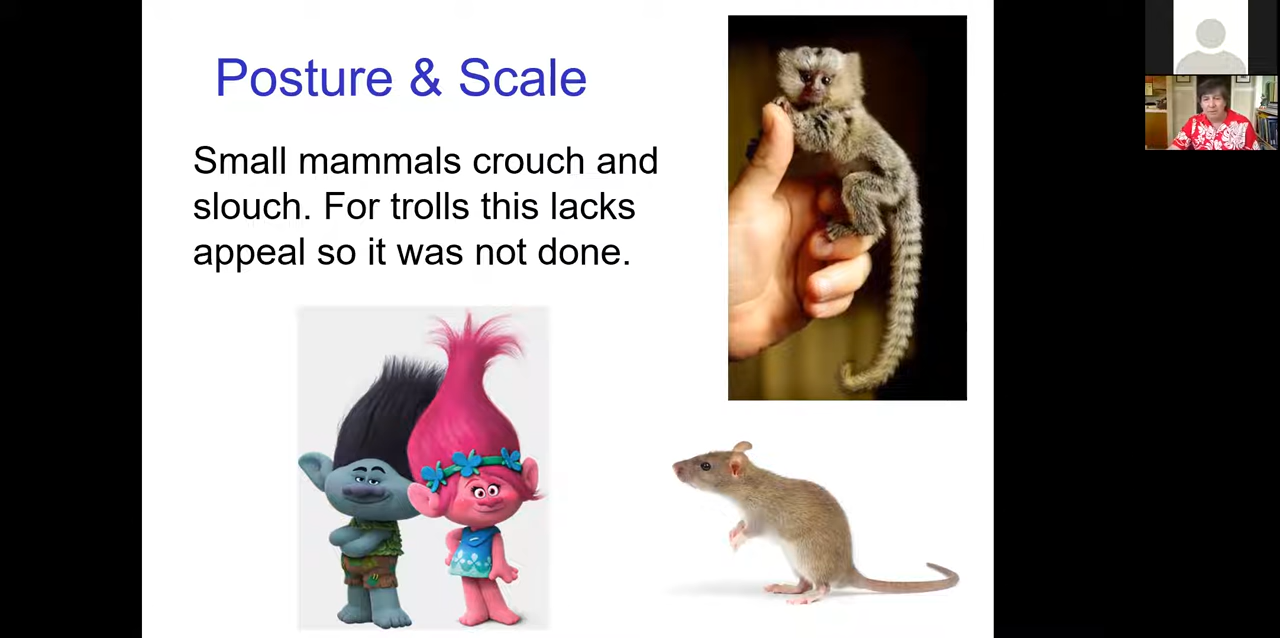 Posture & Scale
Small mammals crouch and
slouch. For trolls this lacks
appeal so it was not done.